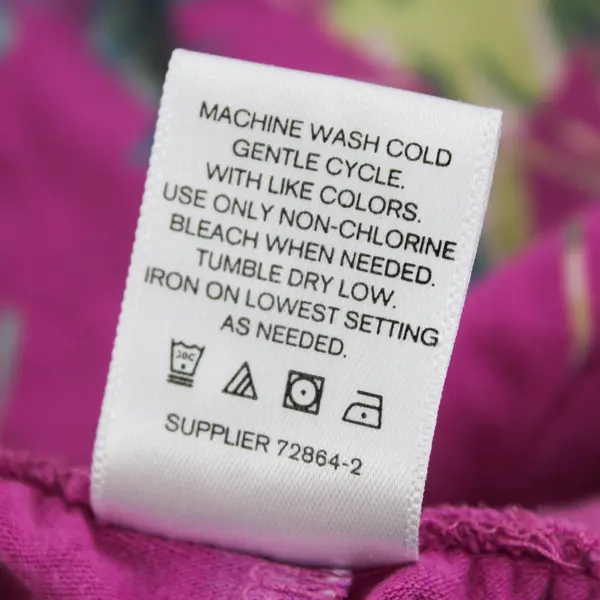 MACHINE WASH COLD
GENTLE CYCLE.
WITH LIKE COLORS.
USE ONLY NON-CHLORINE
BLEACH WHEN NEEDED.
TUMBLE DRY LOW.
IRON ON LOWEST SETTING
AS NEEDED.
30C
SUPPLIER 72864-2